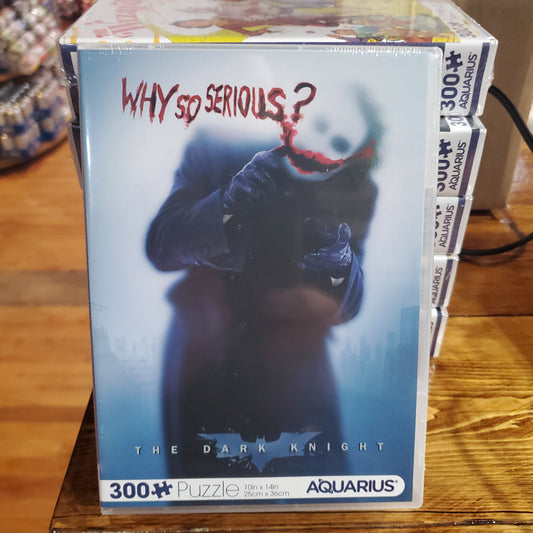 WHY SO SERIOUS?
THE DARK KNIGHT
300 Puzzle
10in x 14in
25cm x 36cm
AQUARIUS®
300
AQUARIUS®
300
AQUARIUS®
300
AQUARIUS
AQUARIUS